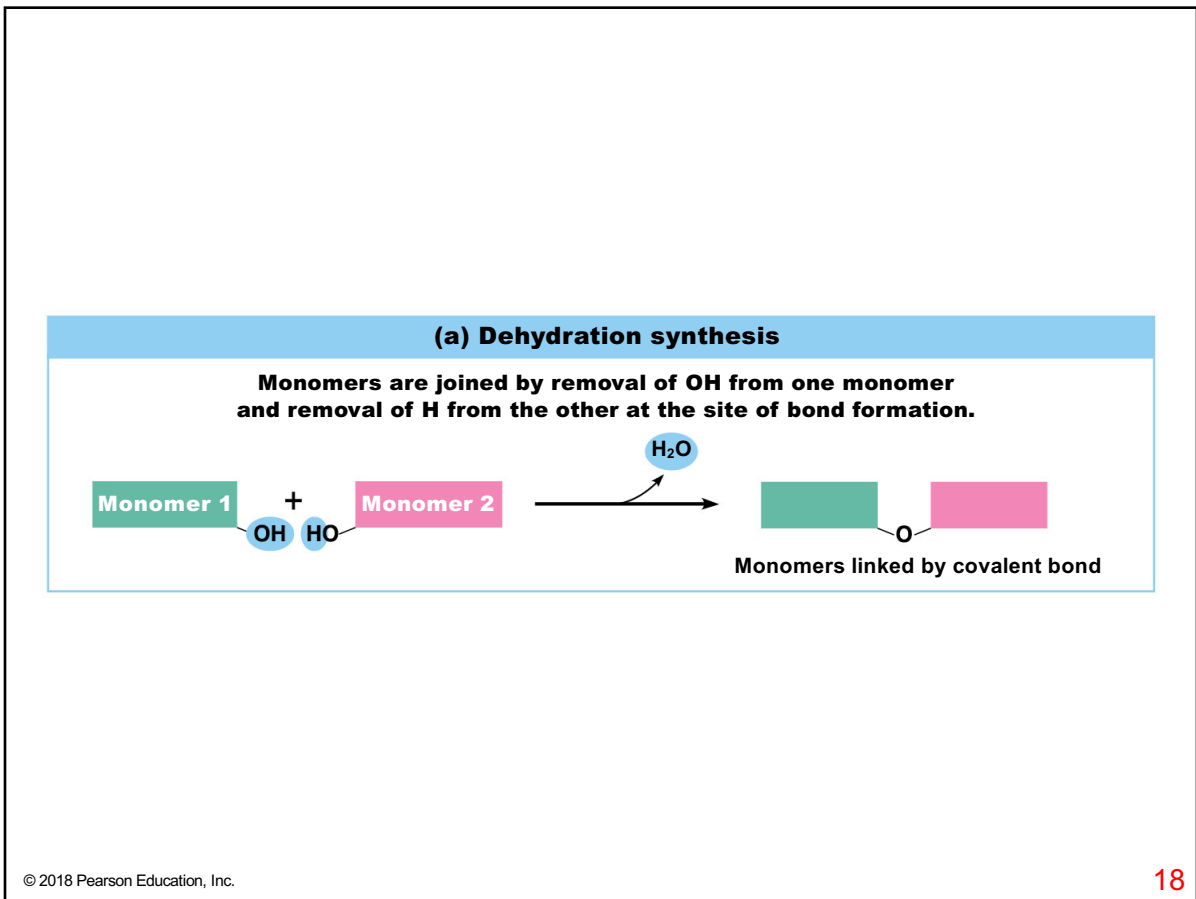 (a) Dehydration synthesis
Monomers are joined by removal of OH from one monomer
and removal of H from the other at the site of bond formation.
H₂O
Monomer 1 + Monomer 2
OH HO
O
Monomers linked by covalent bond
© 2018 Pearson Education, Inc.
18